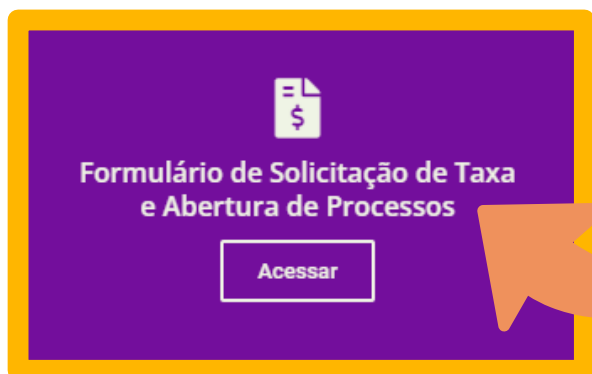 Formulário de Solicitação de Taxa
e Abertura de Processos
Acessar